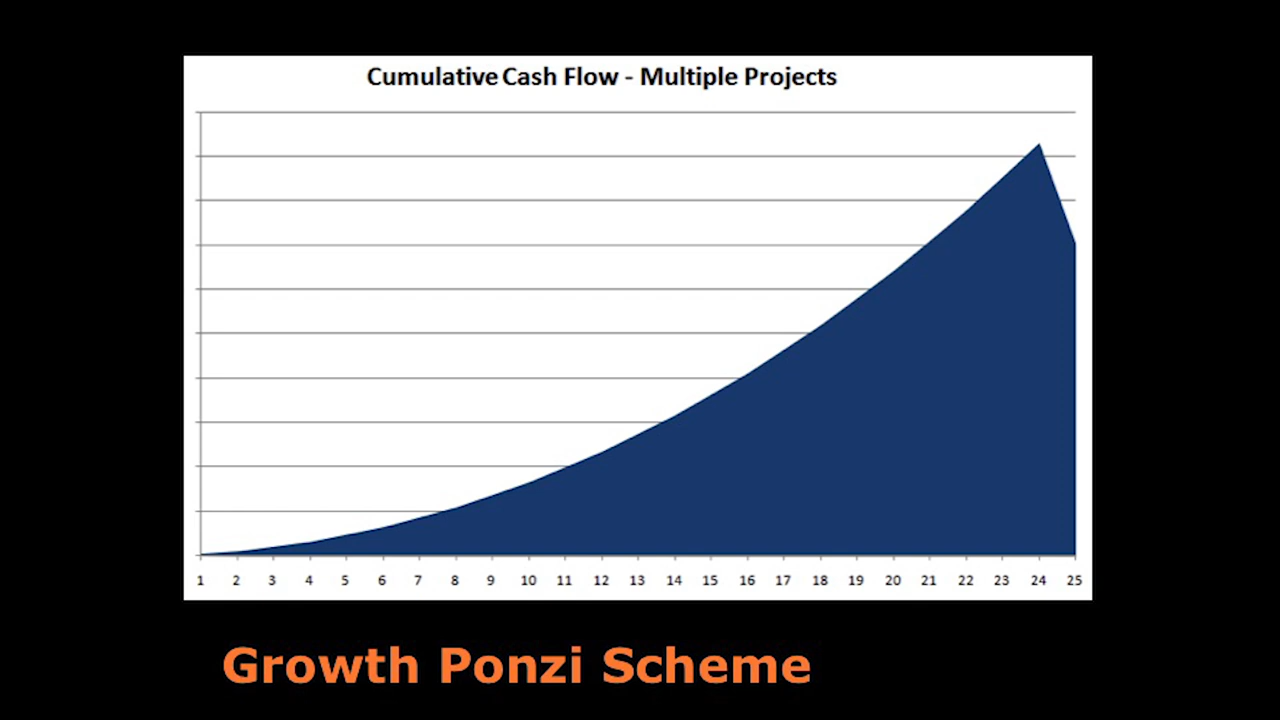 Cumulative Cash Flow - Multiple Projects
1 2 3 4 5 6 7 8 9 10 11 12 13 14 15 16 17 18 19 20 21 22 23 24 25
Growth Ponzi Scheme